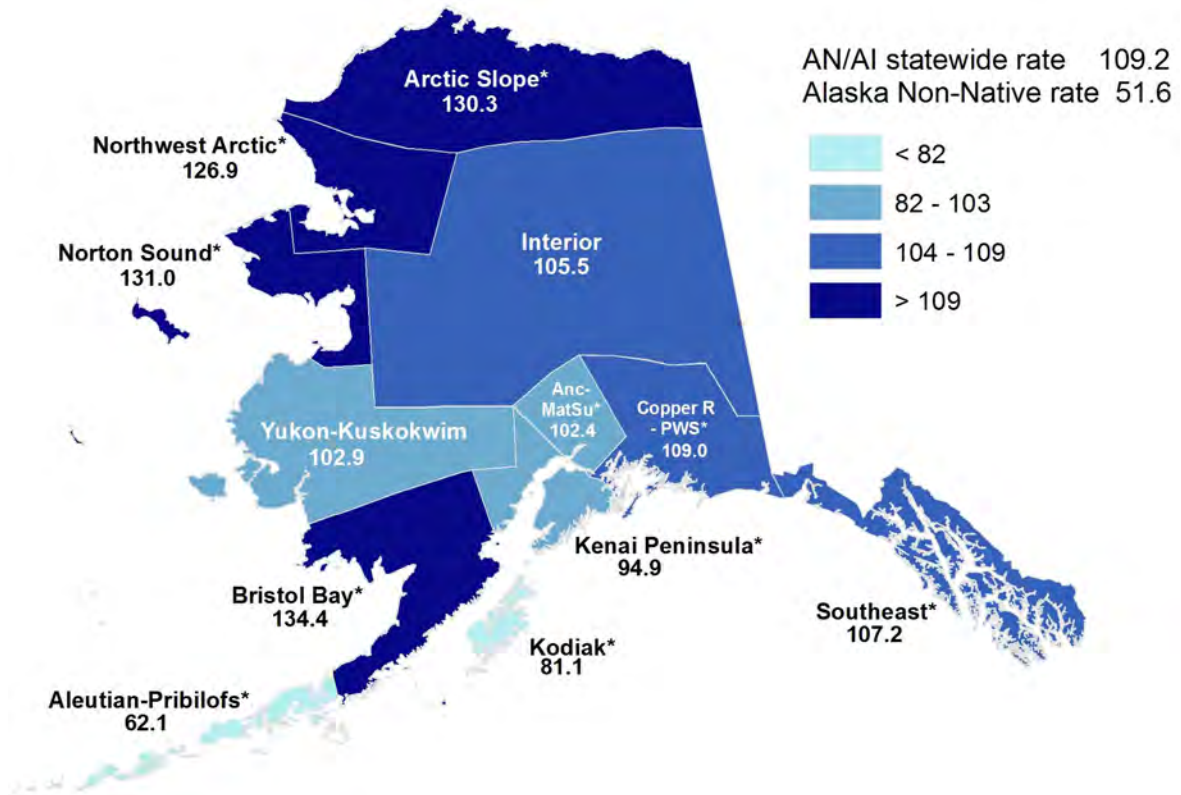 AN/AI statewide rate 109.2
Alaska Non-Native rate 51.6
< 82
82 - 103
104 - 109
> 109
Arctic Slope*
130.3
Northwest Arctic*
126.9
Norton Sound*
131.0
Interior
105.5
Anc-
MatSu*
102.4
Copper R
- PWS*
109.0
Yukon-Kuskokwim
102.9
Kenai Peninsula*
94.9
Bristol Bay*
134.4
Southeast*
107.2
Kodiak*
81.1
Aleutian-Pribilofs*
62.1